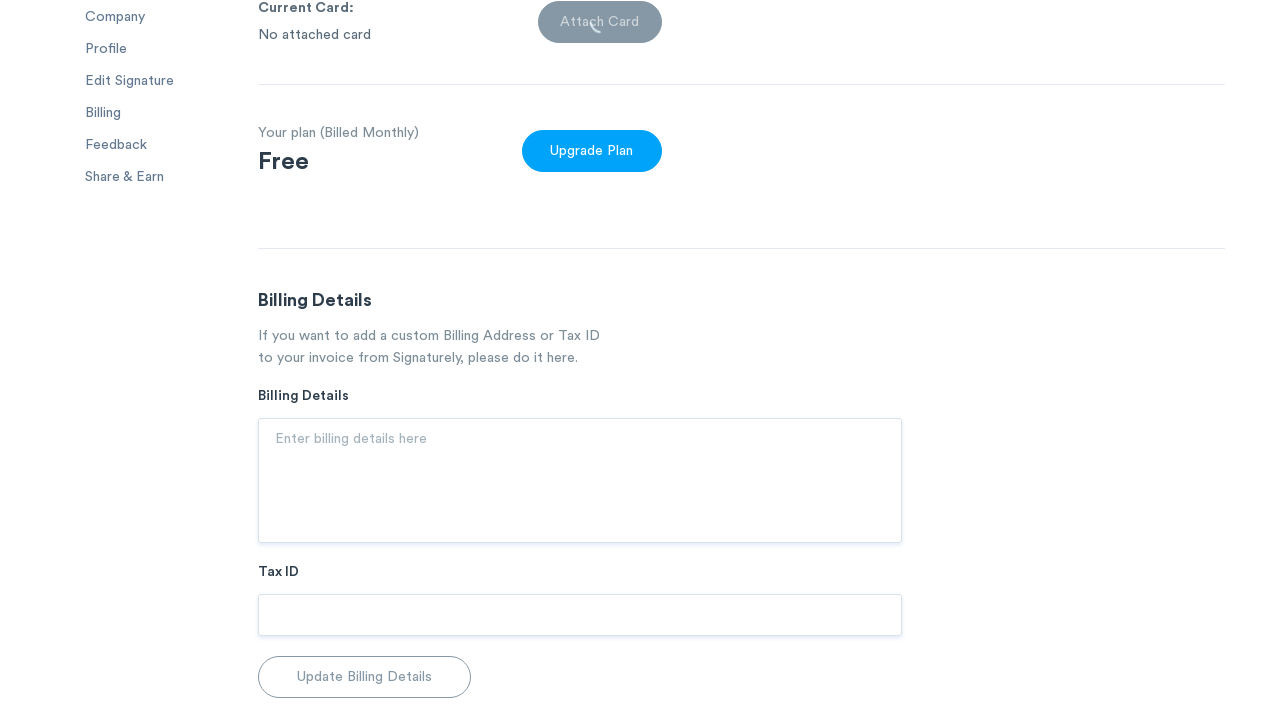 Company
Profile
Edit Signature
Billing
Feedback
Share & Earn
Current Card:
No attached card
Attach Card
Your plan (Billed Monthly)
Free
Upgrade Plan
Billing Details
If you want to add a custom Billing Address or Tax ID
to your invoice from Signaturely, please do it here.
Billing Details
Enter billing details here
Tax ID
Update Billing Details